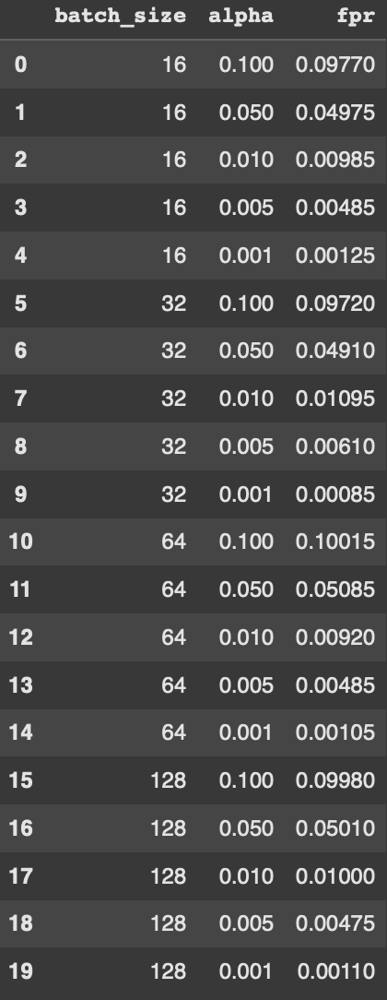 batch_size alpha fpr
0 16 0.100 0.09770
1 16 0.050 0.04975
2 16 0.010 0.00985
3 16 0.005 0.00485
4 16 0.001 0.00125
5 32 0.100 0.09720
6 32 0.050 0.04910
7 32 0.010 0.01095
8 32 0.005 0.00610
9 32 0.001 0.00085
10 64 0.100 0.10015
11 64 0.050 0.05085
12 64 0.010 0.00920
13 64 0.005 0.00485
14 64 0.001 0.00105
15 128 0.100 0.09980
16 128 0.050 0.05010
17 128 0.010 0.01000
18 128 0.005 0.00475
19 128 0.001 0.00110